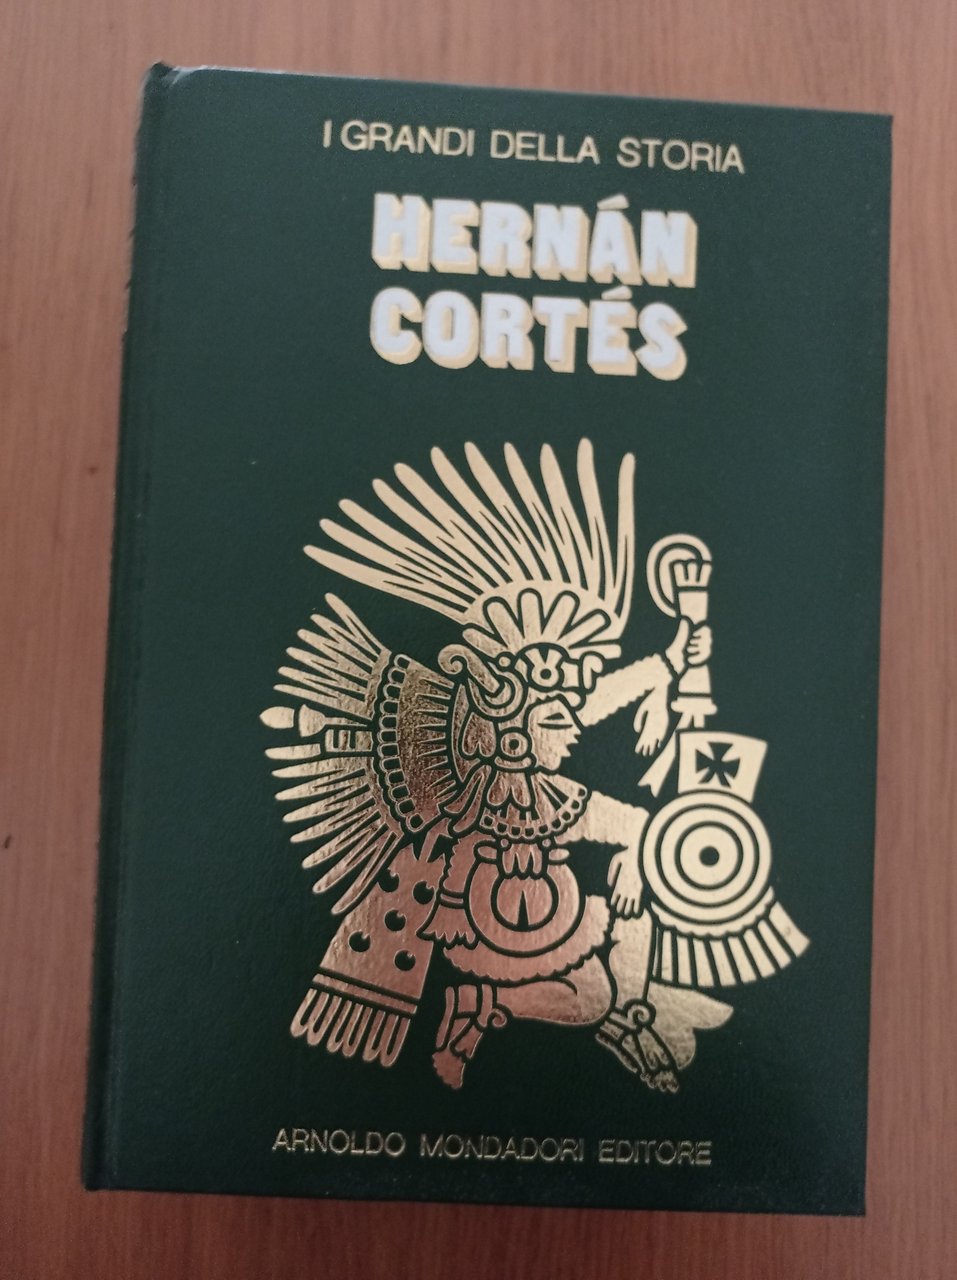 I GRANDI DELLA STORIA
HERNÁN
CORTÉS
ARNOLDO MONDADORI EDITORE